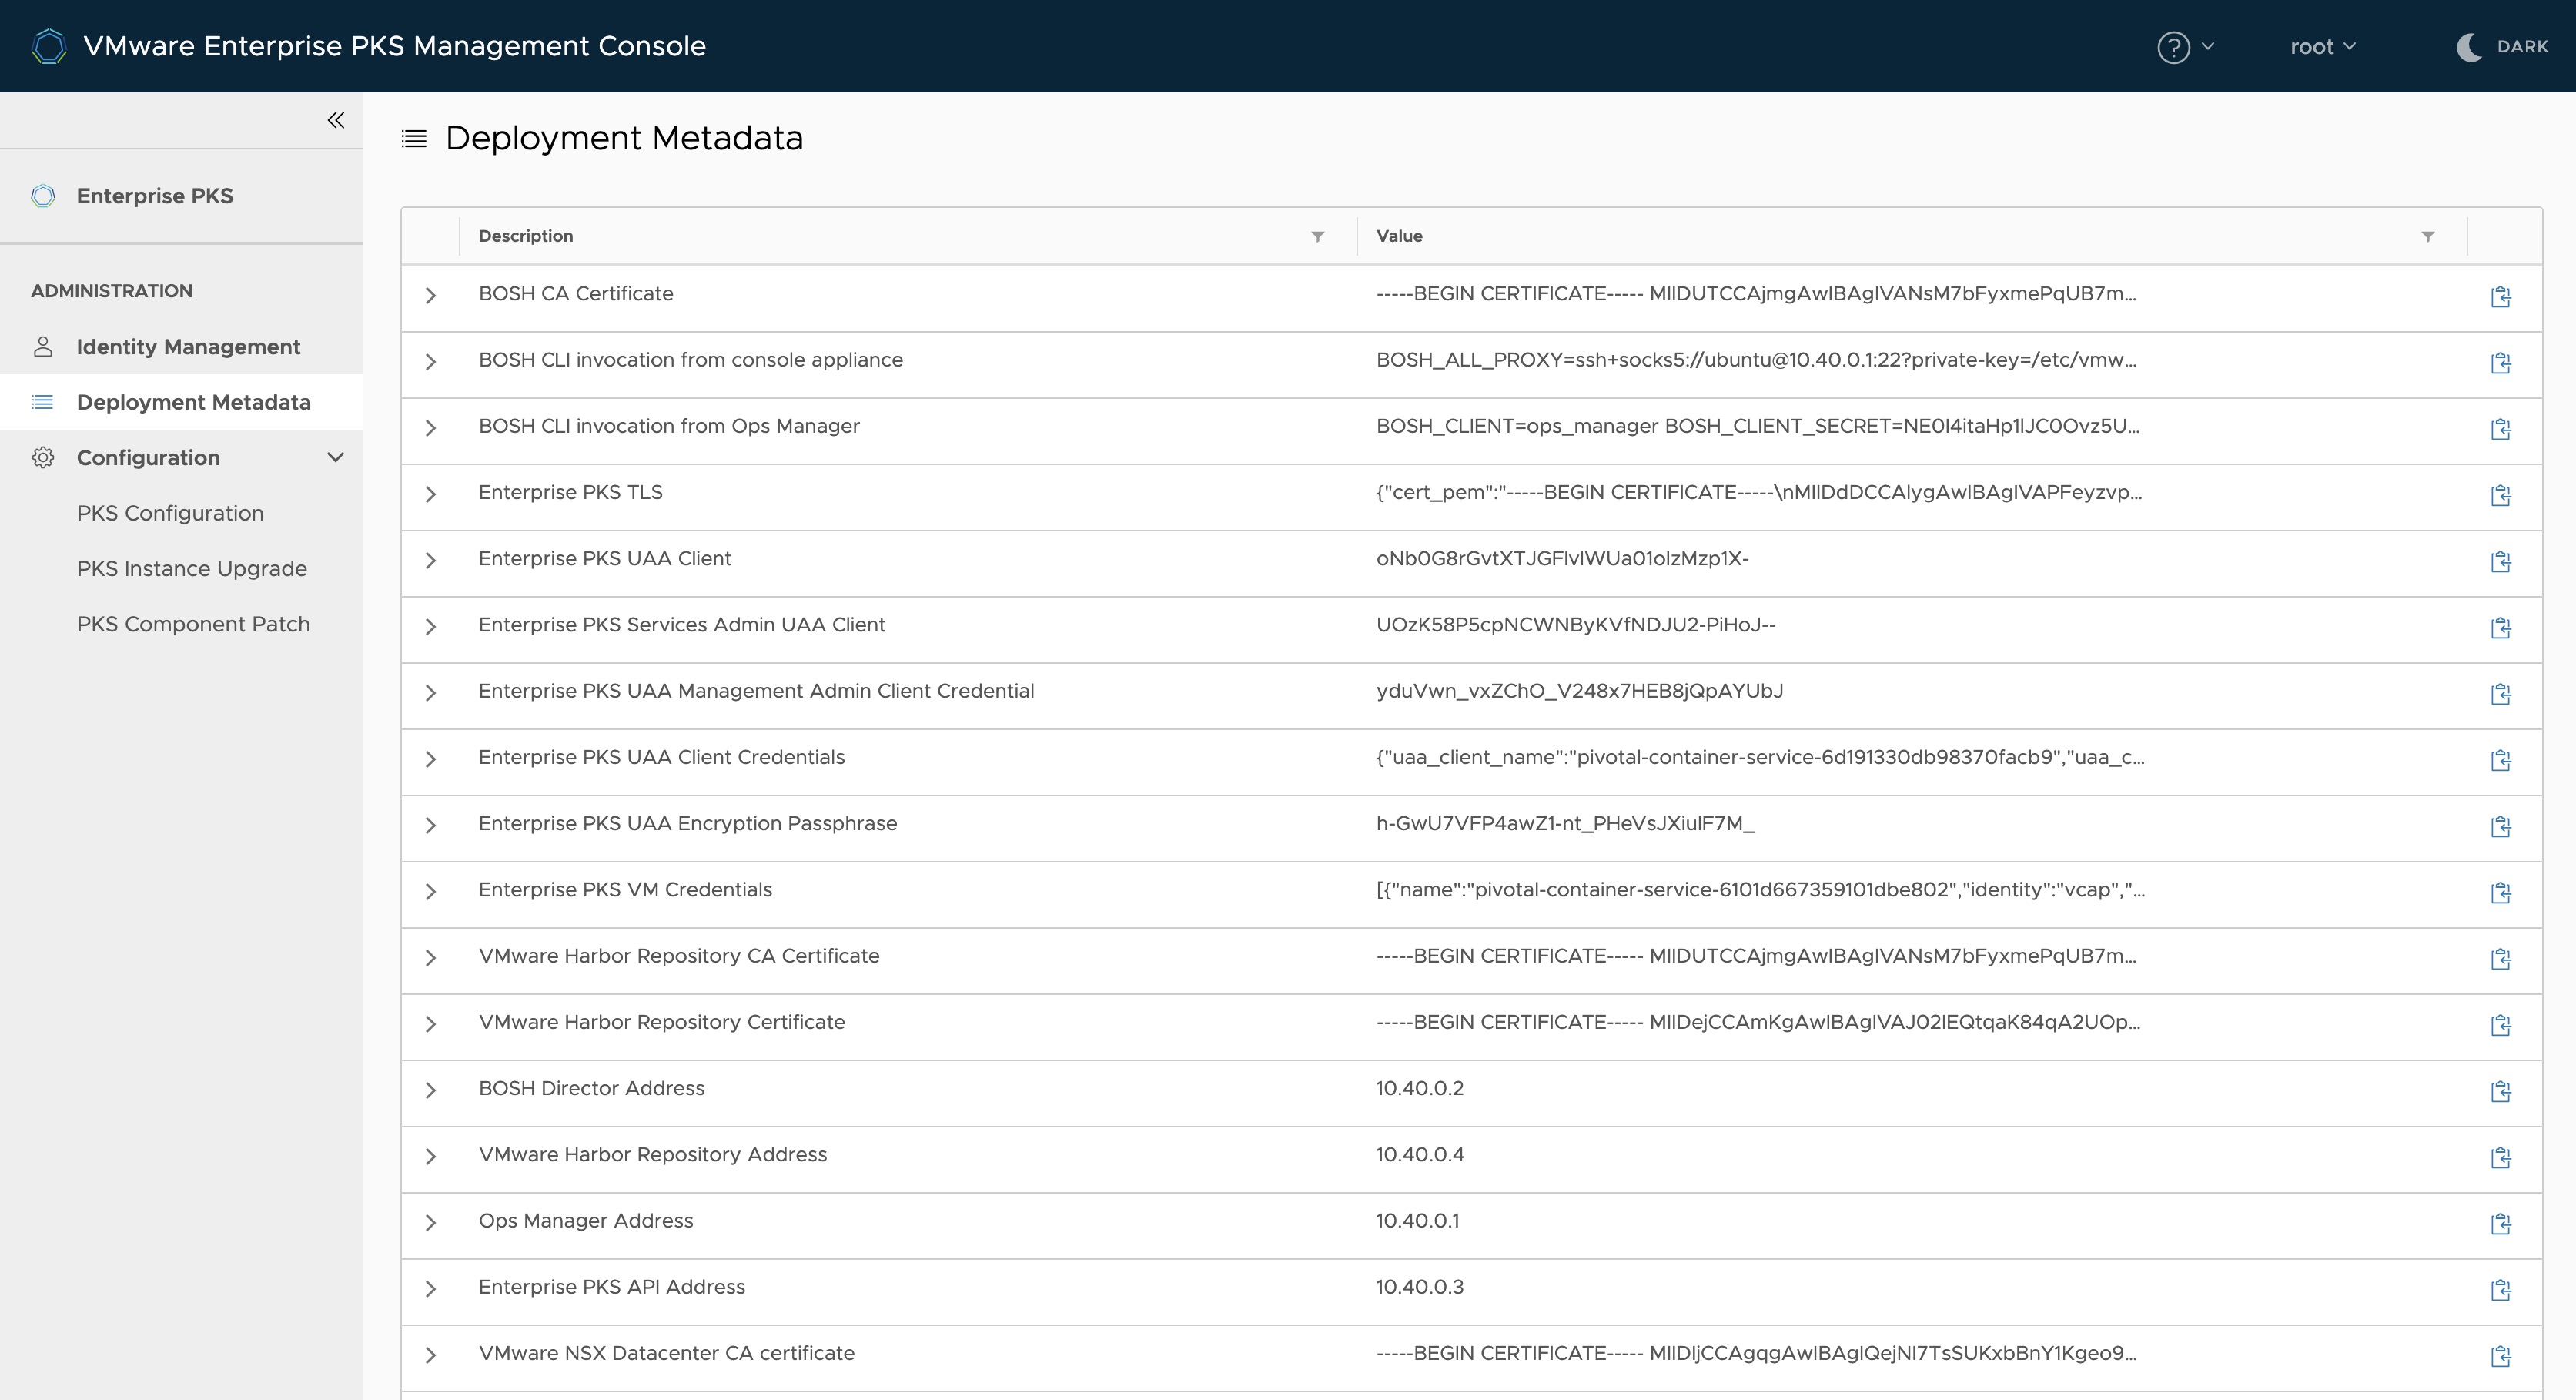 VMware Enterprise PKS Management Console
root
DARK
Enterprise PKS
ADMINISTRATION
Identity Management
Deployment Metadata
Configuration
PKS Configuration
PKS Instance Upgrade
PKS Component Patch
Deployment Metadata
Description Value
BOSH CA Certificate -----BEGIN CERTIFICATE----- MIIDUTCCAjmgAwIBAgIVANsM7bFyxmePqUB7m...
BOSH CLI invocation from console appliance BOSH_ALL_PROXY=ssh+socks5://ubuntu@10.40.0.1:22?private-key=/etc/vmw...
BOSH CLI invocation from Ops Manager BOSH_CLIENT=ops_manager BOSH_CLIENT_SECRET=NE0I4itaHp1lJC0Ovz5U...
Enterprise PKS TLS {"cert_pem":"-----BEGIN CERTIFICATE-----\nMIIDdDCCAlygAwIBAgIVAPFeyzvp...
Enterprise PKS UAA Client oNb0G8rGvtXTJGFlvlWUa01olzMzp1X-
Enterprise PKS Services Admin UAA Client UOzK58P5cpNCWNByKVfNDJU2-PiHoJ--
Enterprise PKS UAA Management Admin Client Credential yduVwn_vxZChO_V248x7HEB8jQpAYUbJ
Enterprise PKS UAA Client Credentials {"uaa_client_name":"pivotal-container-service-6d191330db98370facb9","uaa_c...
Enterprise PKS UAA Encryption Passphrase h-GwU7VFP4awZ1-nt_PHeVsJXiulF7M_
Enterprise PKS VM Credentials [{"name":"pivotal-container-service-6101d667359101dbe802","identity":"vcap","...
VMware Harbor Repository CA Certificate -----BEGIN CERTIFICATE----- MIIDUTCCAjmgAwIBAgIVANsM7bFyxmePqUB7m...
VMware Harbor Repository Certificate -----BEGIN CERTIFICATE----- MIIDejCCAmKgAwIBAgIVAJ02lEQtqaK84qA2UOp...
BOSH Director Address 10.40.0.2
VMware Harbor Repository Address 10.40.0.4
Ops Manager Address 10.40.0.1
Enterprise PKS API Address 10.40.0.3
VMware NSX Datacenter CA certificate -----BEGIN CERTIFICATE----- MIIDljCCAgqgAwIBAgIQejNI7TsSUKxbBnY1Kgeo9...